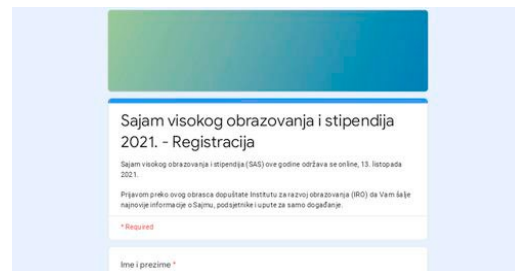 Sajam visokog obrazovanja i stipendija
2021. - Registracija
Sajam visokog obrazovanja i stipendija (SAS) ove godine održava se online, 13. listopada
2021.
Prijavom preko ovog obrasca dopuštate Institutu za razvoj obrazovanja (IRO) da Vam šalje
najnovije informacije o Sajmu, podsjetnike i upute za samo događanje.
* Required
Ime i prezime *